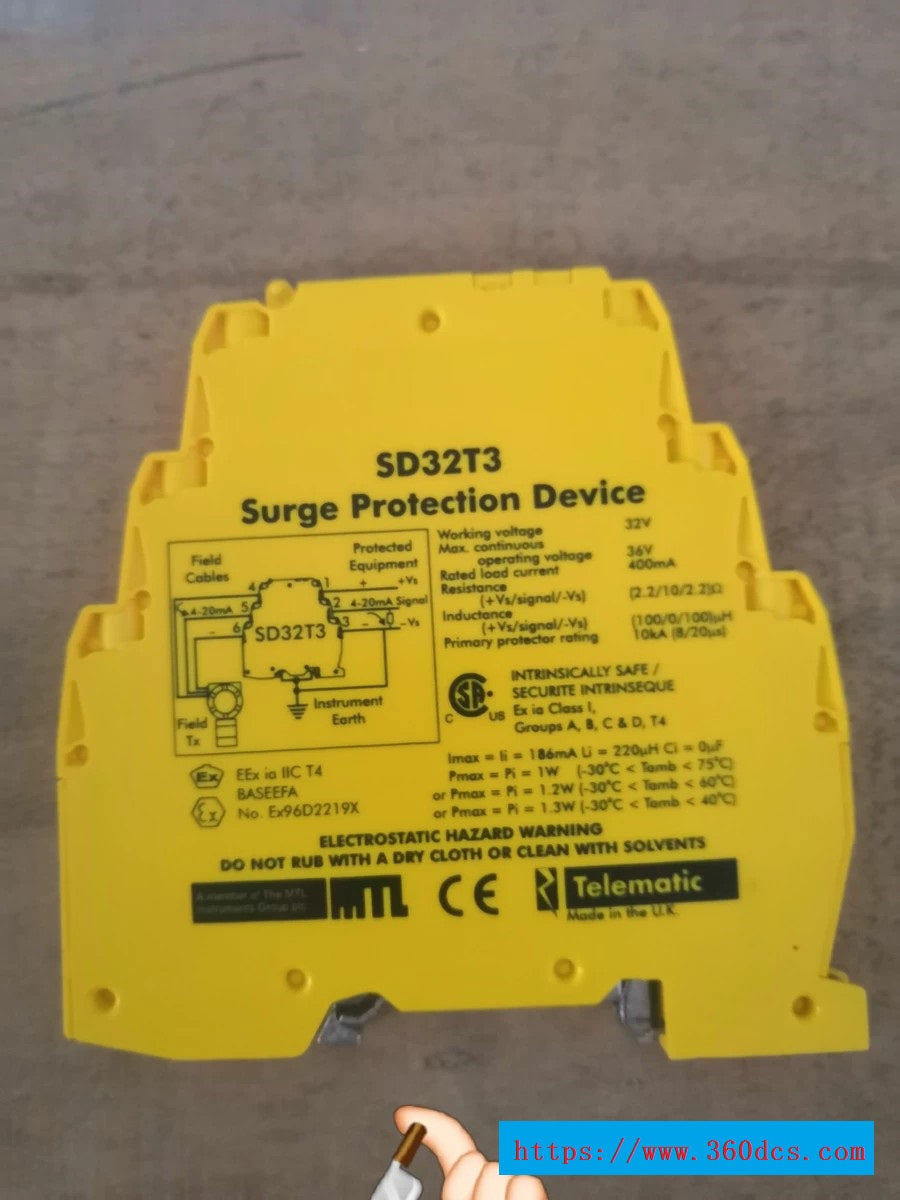 SD32T3
Surge Protection Device
Field
Cables
Protected
Equipment
4
1
+
+Vs
4-20mA
5
2
4-20mA
Signal
-
6
3
-
-Vs
SD32T3
Field
Tx
Instrument
Earth
Working voltage 32V
Max. continuous
operating voltage 36V
Rated load current 400mA
Resistance
(+Vs/signal/-Vs) (2.2/10/2.2)Ω
Inductance
(+Vs/signal/-Vs) (100/0/100)µH
Primary protector rating 10kA (8/20µs)
C SA US
INTRINSICALLY SAFE /
SECURITE INTRINSEQUE
Ex ia Class I,
Groups A, B, C & D, T4
Imax = Ii = 186mA Li = 220µH Ci = 0µF
Pmax = Pi = 1W (-30°C < Tamb < 75°C)
or Pmax = Pi = 1.2W (-30°C < Tamb < 60°C)
or Pmax = Pi = 1.3W (-30°C < Tamb < 40°C)
Ex EEx ia IIC T4
BASEEFA
Ex No. Ex96D2219X
ELECTROSTATIC HAZARD WARNING
DO NOT RUB WITH A DRY CLOTH OR CLEAN WITH SOLVENTS
A member of The MTL
Instruments Group plc
MTL
CE
Telematic
Made in the U.K.
https://www.360dcs.com